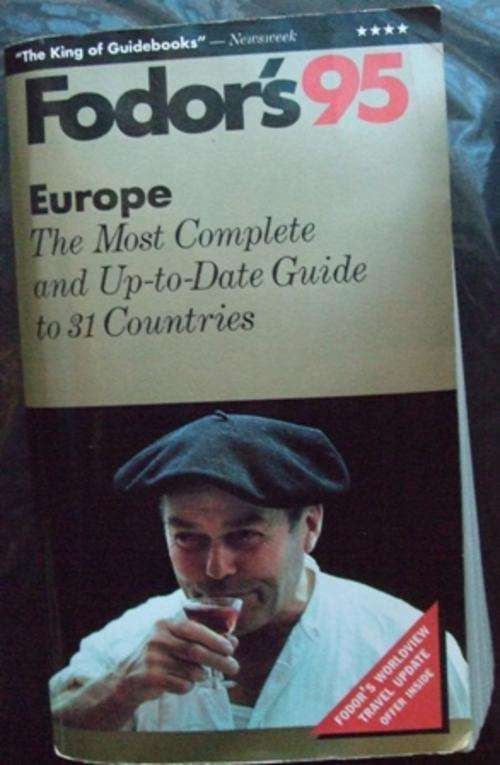 "The King of Guidebooks" — Newsweek
Fodor's 95
Europe
The Most Complete
and Up-to-Date Guide
to 31 Countries
FODOR'S WORLDVIEW
TRAVEL UPDATE
OFFER INSIDE